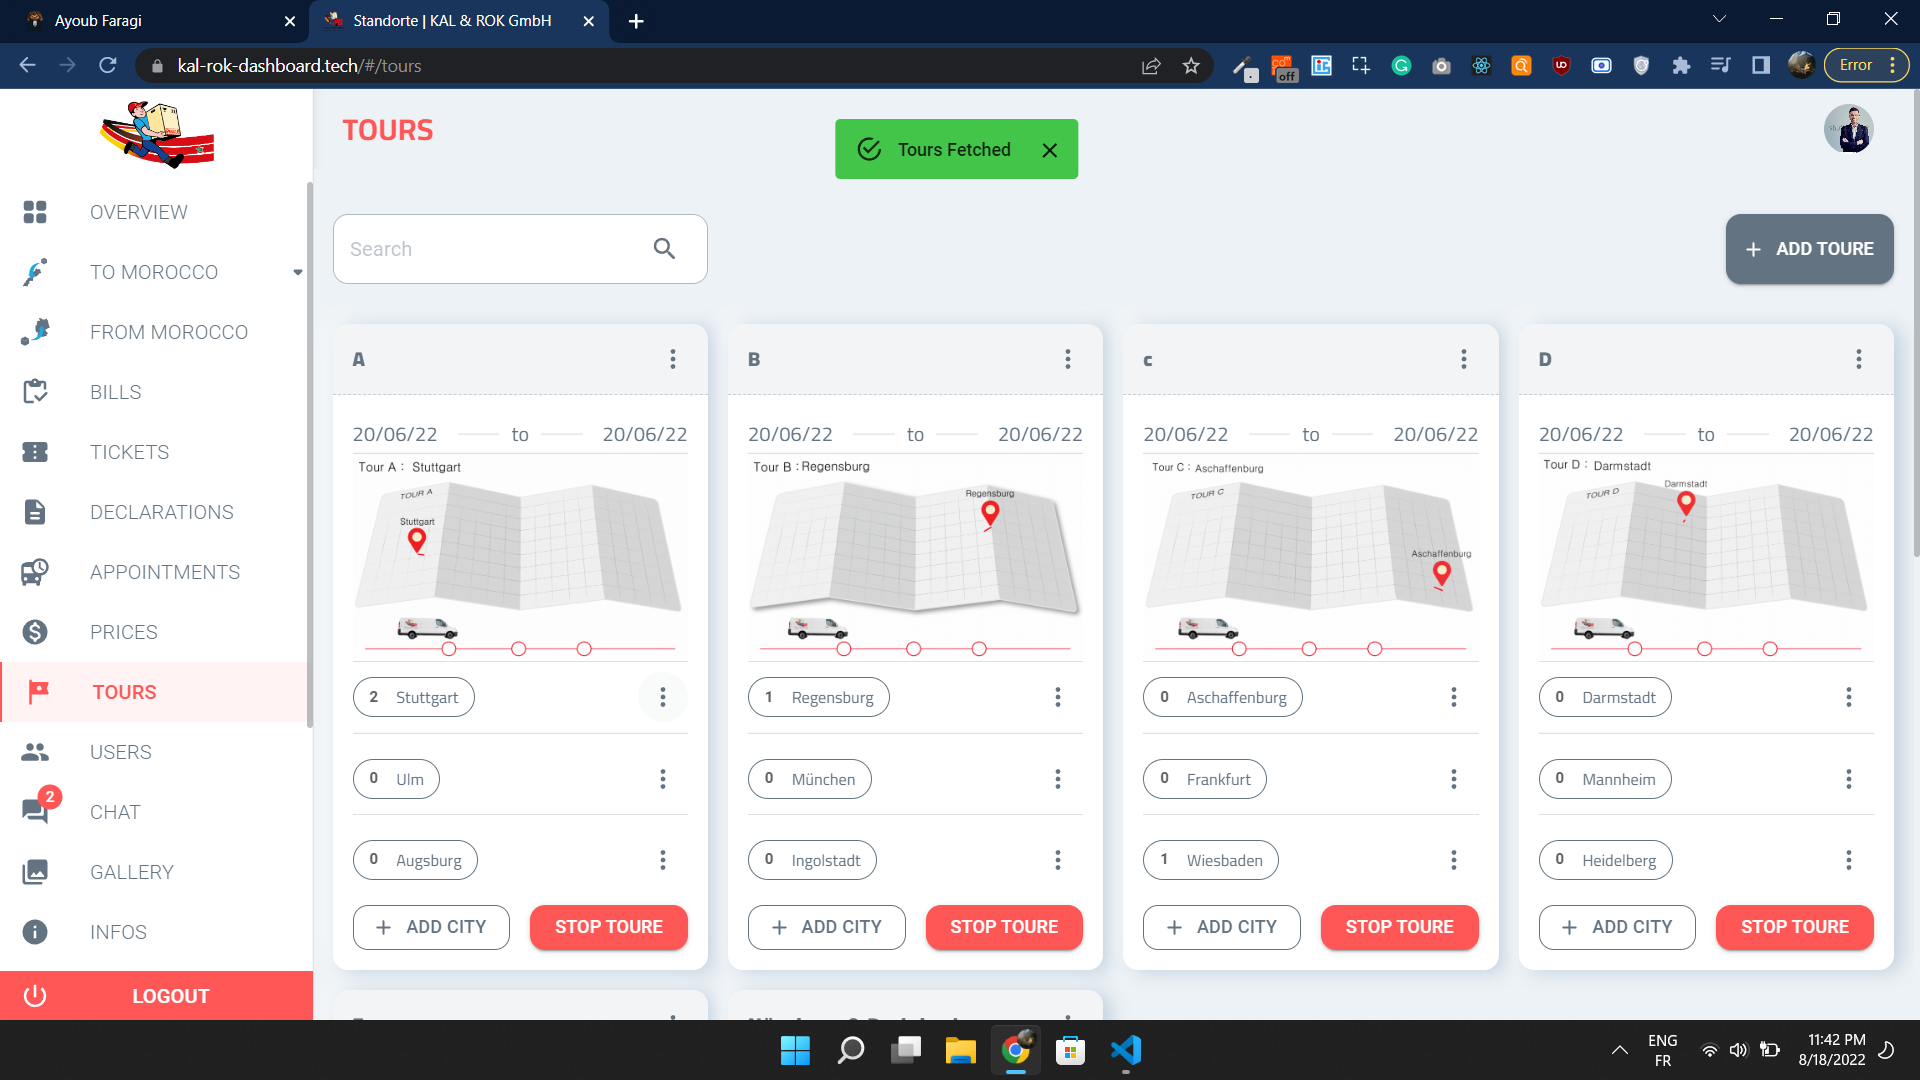 Ayoub Faragi
Standorte | KAL & ROK GmbH
kal-rok-dashboard.tech/#/tours
off
Error
TOURS
Tours Fetched
OVERVIEW
TO MOROCCO
FROM MOROCCO
BILLS
TICKETS
DECLARATIONS
APPOINTMENTS
PRICES
TOURS
USERS
2
CHAT
GALLERY
INFOS
LOGOUT
Search
+ ADD TOURE
A
20/06/22 to 20/06/22
Tour A : Stuttgart
TOUR A
Stuttgart
2 Stuttgart
0 Ulm
0 Augsburg
+ ADD CITY
STOP TOURE
B
20/06/22 to 20/06/22
Tour B : Regensburg
Regensburg
1 Regensburg
0 München
0 Ingolstadt
+ ADD CITY
STOP TOURE
c
20/06/22 to 20/06/22
Tour C : Aschaffenburg
TOUR C
Aschaffenburg
0 Aschaffenburg
0 Frankfurt
1 Wiesbaden
+ ADD CITY
STOP TOURE
D
20/06/22 to 20/06/22
Tour D : Darmstadt
TOUR D
Darmstadt
0 Darmstadt
0 Mannheim
0 Heidelberg
+ ADD CITY
STOP TOURE
ENG
FR
11:42 PM
8/18/2022